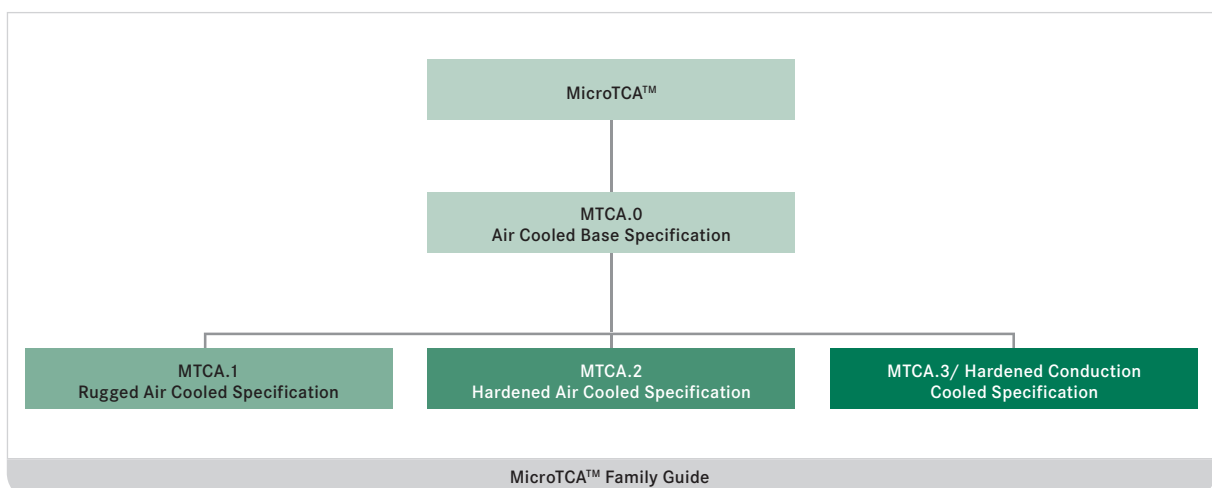 MicroTCA™
MTCA.0
Air Cooled Base Specification
MTCA.1
Rugged Air Cooled Specification
MTCA.2
Hardened Air Cooled Specification
MTCA.3/ Hardened Conduction
Cooled Specification
MicroTCA™ Family Guide